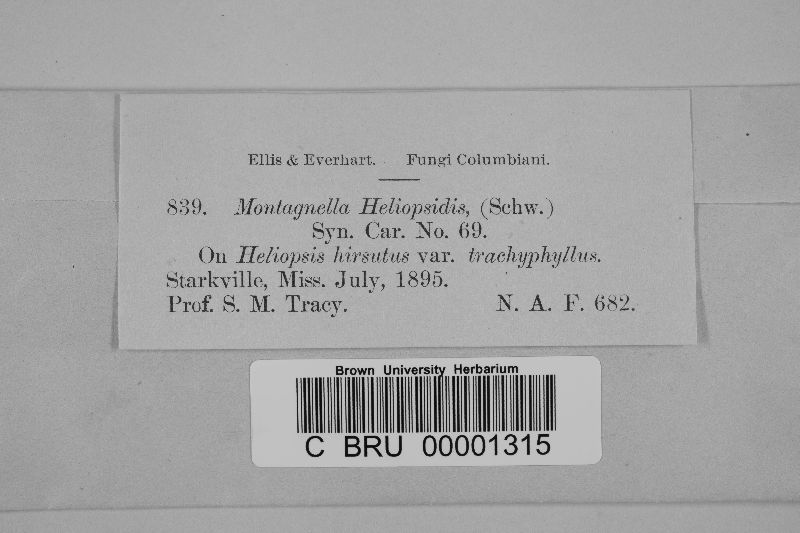 Ellis & Everhart. Fungi Columbiani.
839. Montagnella Heliopsidis, (Schw.)
Syn. Car. No. 69.
On Heliopsis hirsutus var. trachyphyllus.
Starkville, Miss. July, 1895.
Prof. S. M. Tracy. N. A. F. 682.
Brown University Herbarium
C BRU 00001315